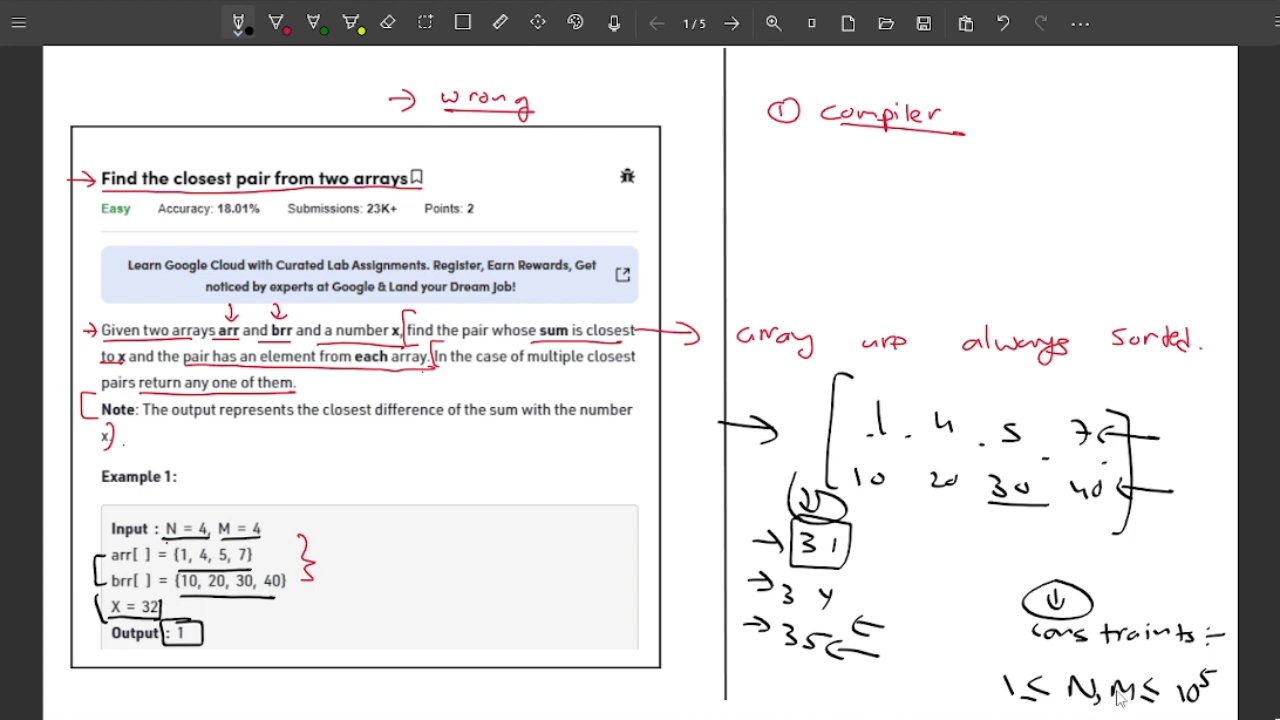 1/5
→ wrong
① compiler
→ Find the closest pair from two arrays
Easy Accuracy: 18.01% Submissions: 23K+ Points: 2
Learn Google Cloud with Curated Lab Assignments. Register, Earn Rewards, Get
noticed by experts at Google & Land your Dream Job!
Given two arrays arr and brr and a number x, find the pair whose sum is closest
to x and the pair has an element from each array. In the case of multiple closest
pairs return any one of them.
Note: The output represents the closest difference of the sum with the number
x.
Example 1:
Input : N = 4, M = 4
arr[ ] = {1, 4, 5, 7}
brr[ ] = {10, 20, 30, 40}
X = 32
Output : 1
array are always sorded.
1 4 5 7
10 20 30 40
31
34
35
constraints :-
1 ≤ N, M ≤ 10⁵